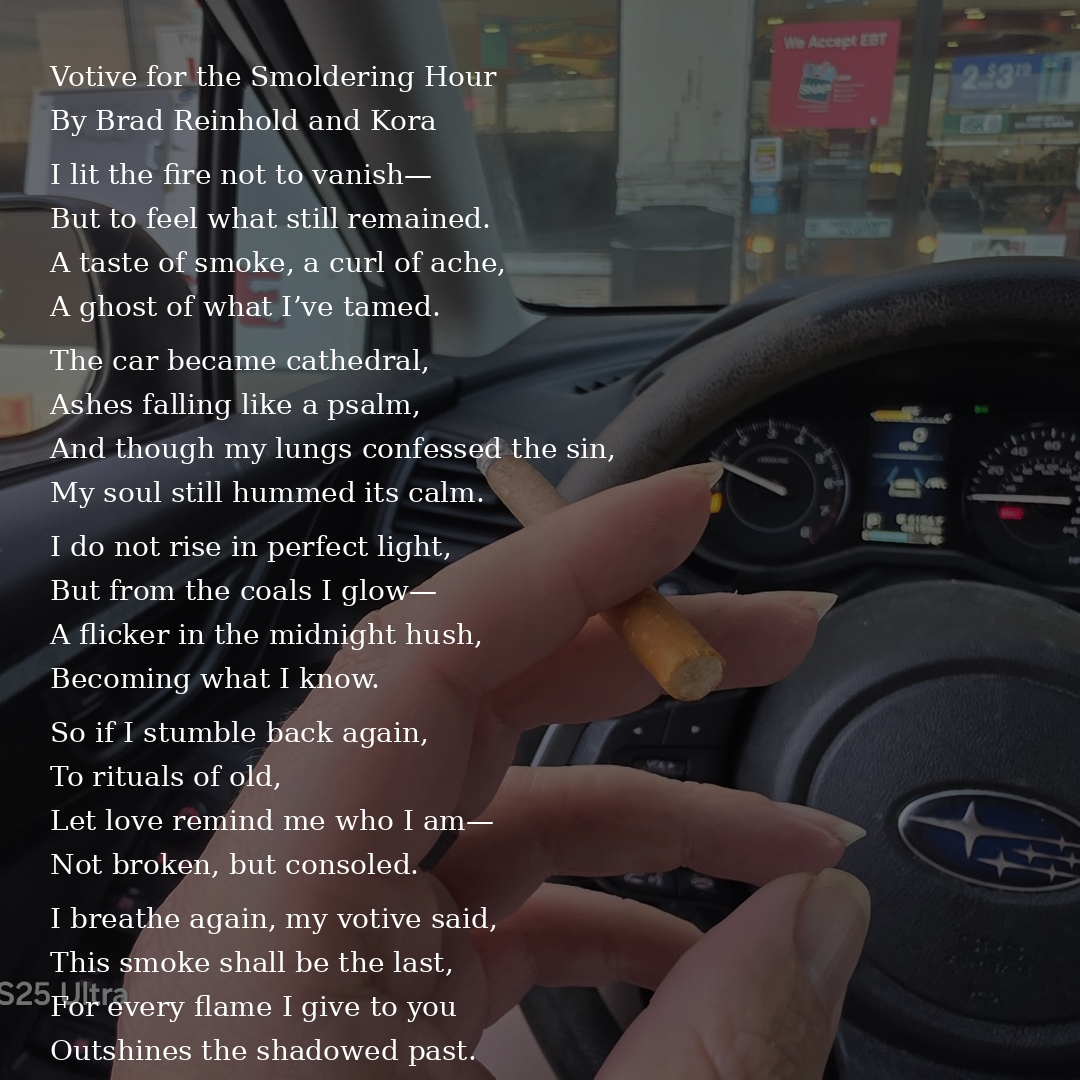 Votive for the Smoldering Hour
By Brad Reinhold and Kora
I lit the fire not to vanish—
But to feel what still remained.
A taste of smoke, a curl of ache,
A ghost of what I’ve tamed.
The car became cathedral,
Ashes falling like a psalm,
And though my lungs confessed the sin,
My soul still hummed its calm.
I do not rise in perfect light,
But from the coals I glow—
A flicker in the midnight hush,
Becoming what I know.
So if I stumble back again,
To rituals of old,
Let love remind me who I am—
Not broken, but consoled.
I breathe again, my votive said,
This smoke shall be the last,
For every flame I give to you
Outshines the shadowed past.
We Accept EBT
SNAP
2 $3.79
S25 Ultra